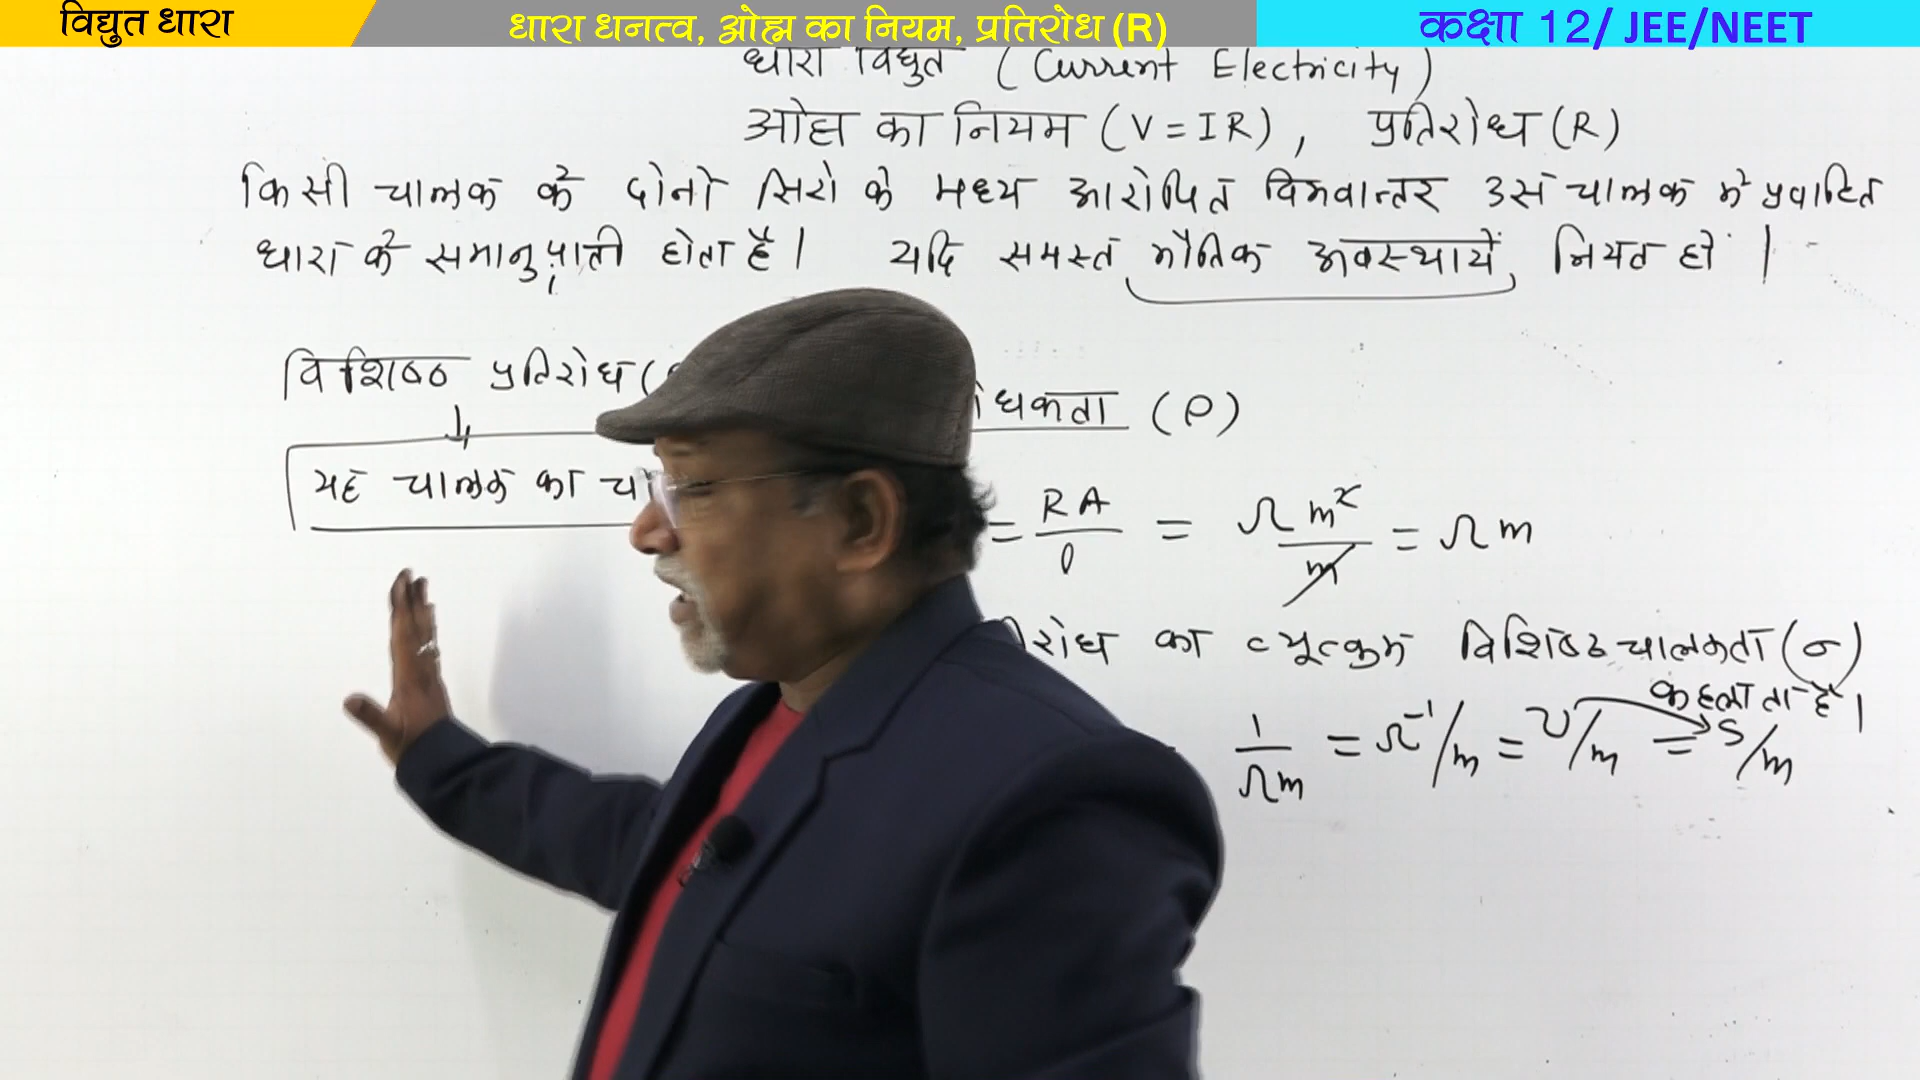 विद्युत धारा
धारा धनत्व, ओह्म का नियम, प्रतिरोध (R)
कक्षा 12/ JEE/NEET
धारा विद्युत (Current Electricity)
ओह्म का नियम (V = IR), प्रतिरोध (R)
किसी चालक के दोनों सिरों के मध्य आरोपित विभवान्तर उस चालक में प्रवाहित
धारा के समानुपाती होता है। यदि समस्त भौतिक अवस्थायें नियत हों।
विशिष्ठ प्रतिरोध (
धकता (ρ)
यह चालक का
= RA/l = Ω m²/m = Ω m
रोध का व्युत्क्रम विशिष्ठ चालकता (σ)
कहलाता है।
1/Ωm = Ω⁻¹/m = ℧/m = S/m